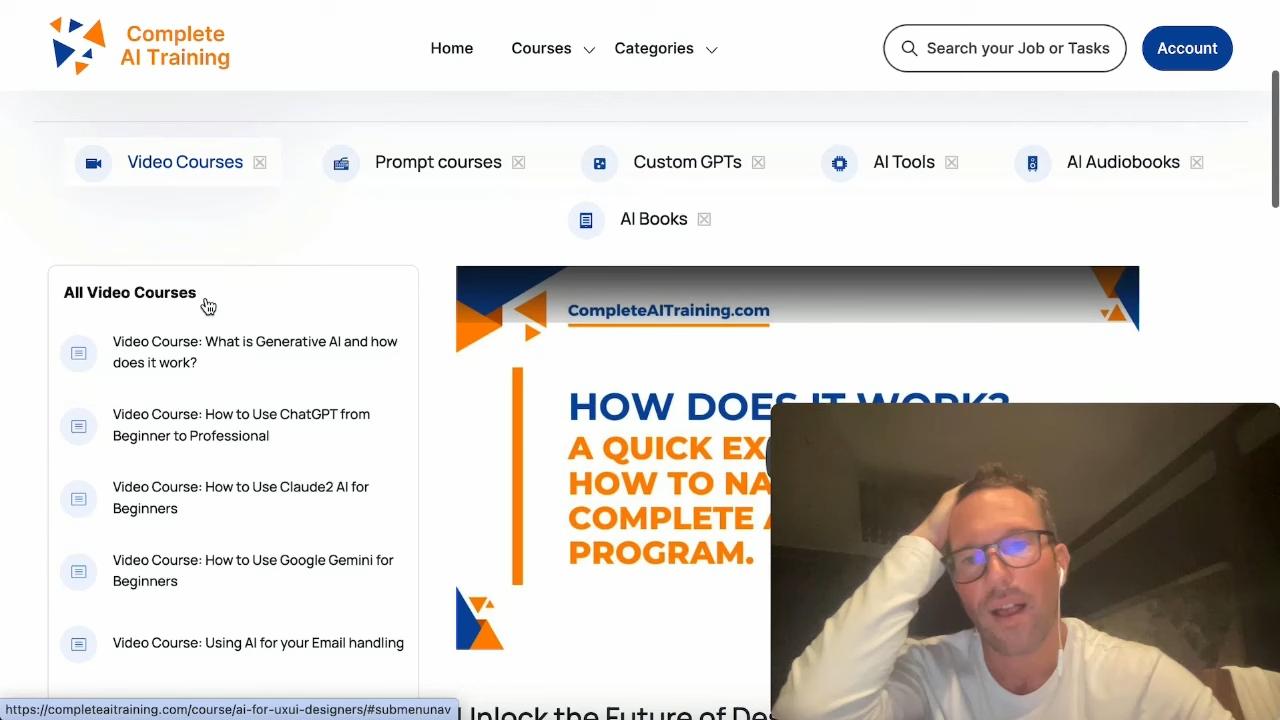 Complete
AI Training
Home
Courses
Categories
Search your Job or Tasks
Account
Video Courses
Prompt courses
Custom GPTs
AI Tools
AI Audiobooks
AI Books
All Video Courses
Video Course: What is Generative AI and how
does it work?
Video Course: How to Use ChatGPT from
Beginner to Professional
Video Course: How to Use Claude2 AI for
Beginners
Video Course: How to Use Google Gemini for
Beginners
Video Course: Using AI for your Email handling
CompleteAITraining.com
HOW DOES IT WORK?
A QUICK EX
HOW TO NA
COMPLETE
PROGRAM.
Unlock the Future of Des
https://completeaitraining.com/course/ai-for-uxui-designers/#submenunav